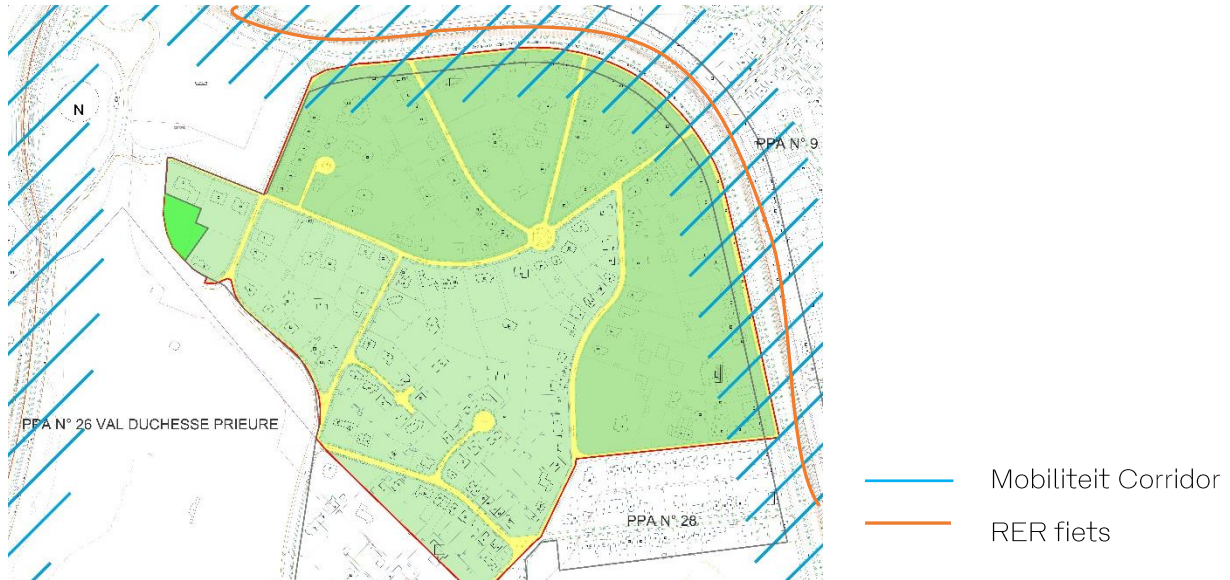 N
PPA N° 9
PPA N° 26 VAL DUCHESSE PRIEURE
PPA N° 28
Mobiliteit Corridor
RER fiets